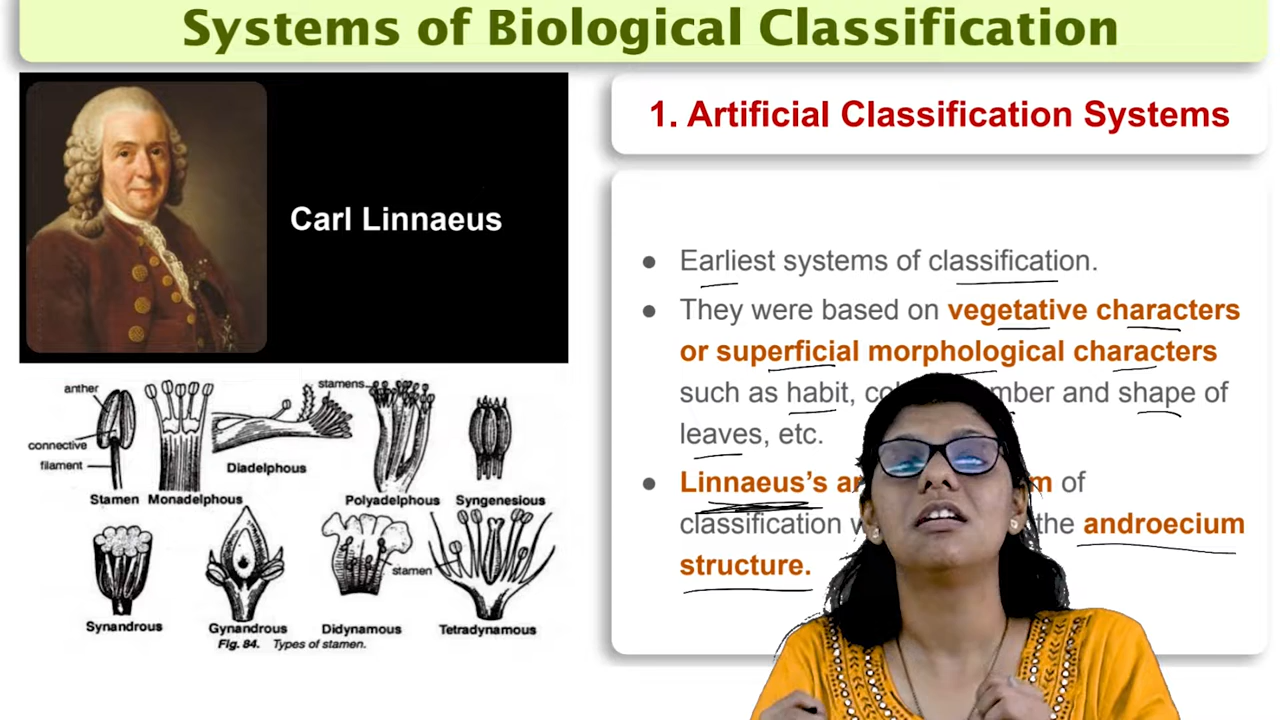 Systems of Biological Classification
Carl Linnaeus
1. Artificial Classification Systems
● Earliest systems of classification.
● They were based on vegetative characters
or superficial morphological characters
such as habit, and shape of
leaves, etc.
● Linnaeus's of
classification the androecium
structure.
anther
connective
filament
stamens
Stamen Monadelphous
Diadelphous
Polyadelphous Syngenesious
stamen
Synandrous Gynandrous Didynamous Tetradynamous
Fig. 84. Types of stamen.